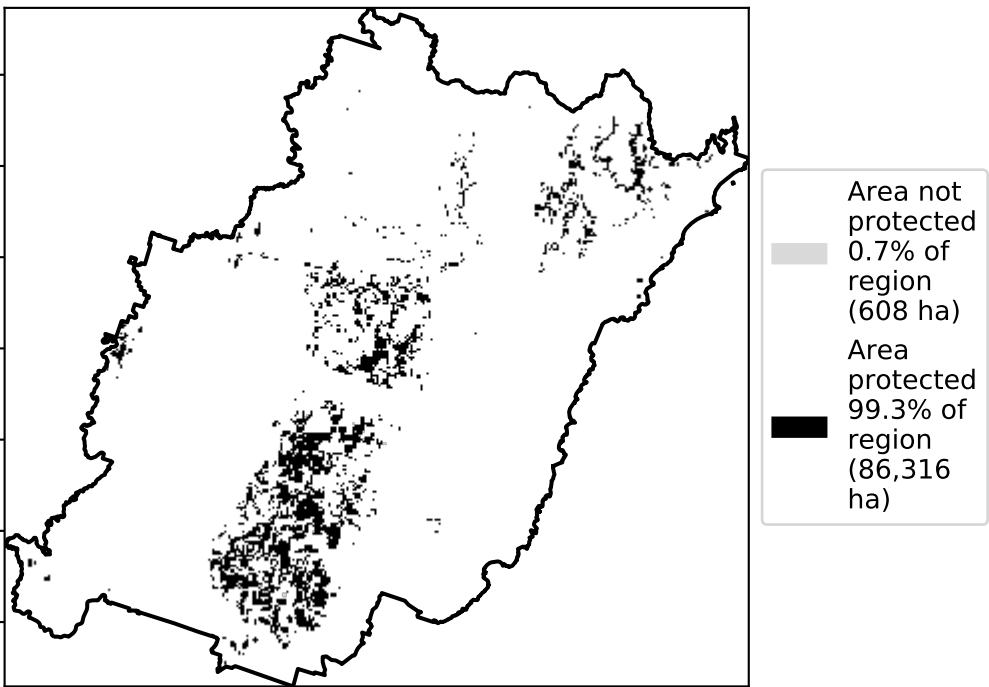 Area not
protected
0.7% of
region
(608 ha)
Area
protected
99.3% of
region
(86,316
ha)